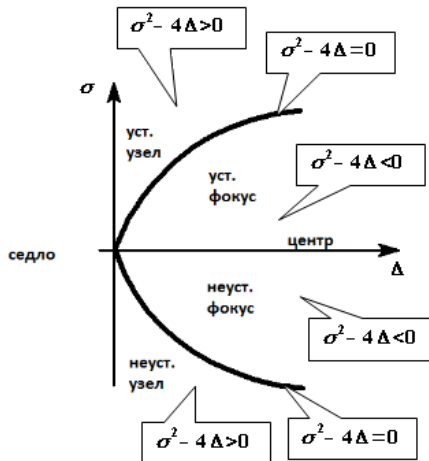 σ² − 4Δ>0
σ² − 4Δ=0
σ
уст.
узел
уст.
фокус
σ² − 4Δ<0
седло
центр
Δ
неуст.
фокус
σ² − 4Δ<0
неуст.
узел
σ² − 4Δ>0
σ² − 4Δ=0